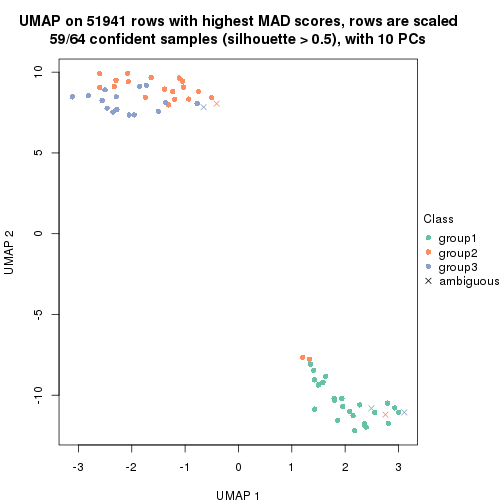 UMAP on 51941 rows with highest MAD scores, rows are scaled
59/64 confident samples (silhouette > 0.5), with 10 PCs
10
5
0
-5
-10
UMAP 2
-3
-2
-1
0
1
2
3
UMAP 1
Class
group1
group2
group3
ambiguous